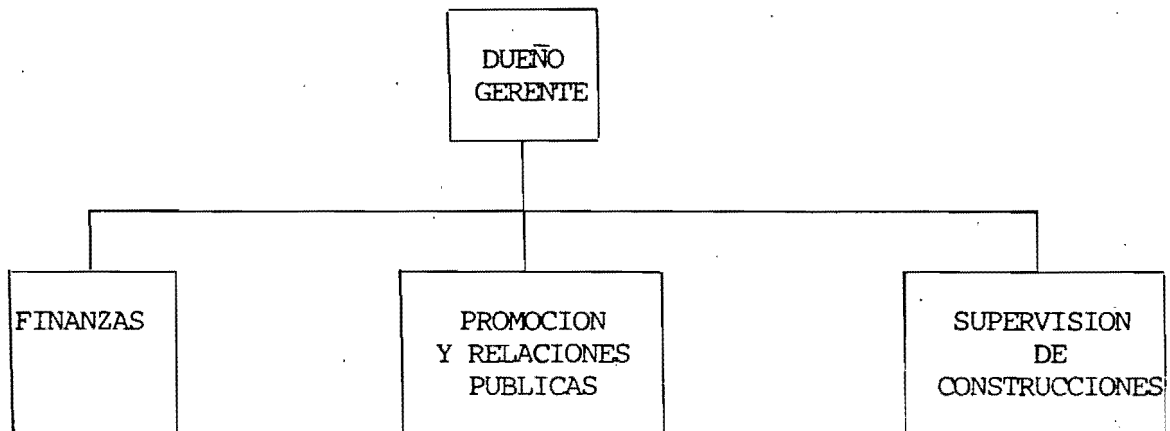 DUEÑO
GERENTE
FINANZAS
PROMOCION
Y RELACIONES
PUBLICAS
SUPERVISION
DE
CONSTRUCCIONES